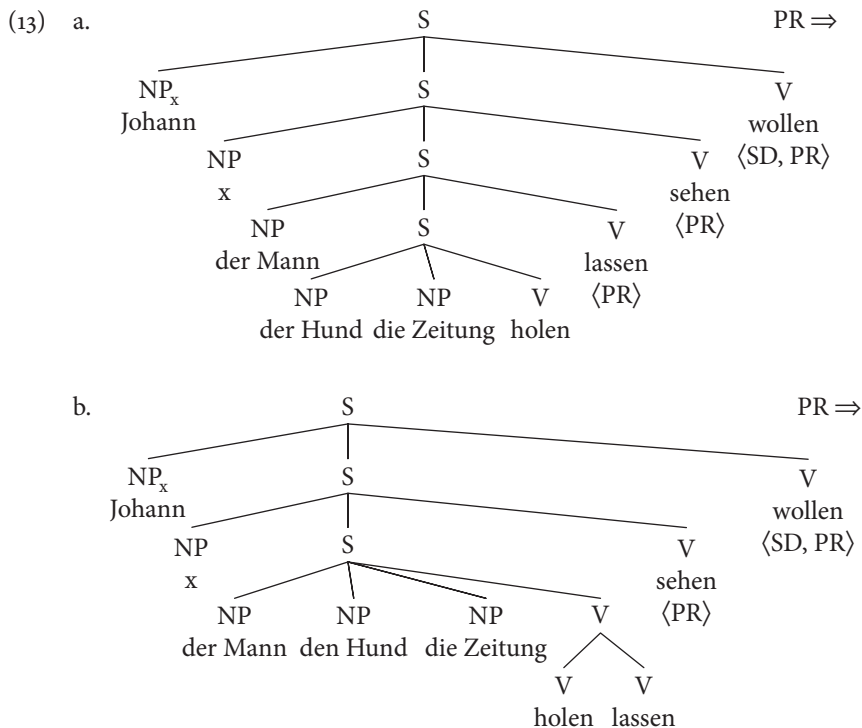 (13) a. S PR ⇒
NPₓ S V
Johann wollen
NP S V ⟨SD, PR⟩
x sehen
NP S V ⟨PR⟩
der Mann lassen
NP NP V ⟨PR⟩
der Hund die Zeitung holen
b. S PR ⇒
NPₓ S V
Johann wollen
NP S V ⟨SD, PR⟩
x sehen
NP NP NP V ⟨PR⟩
der Mann den Hund die Zeitung
V V
holen lassen